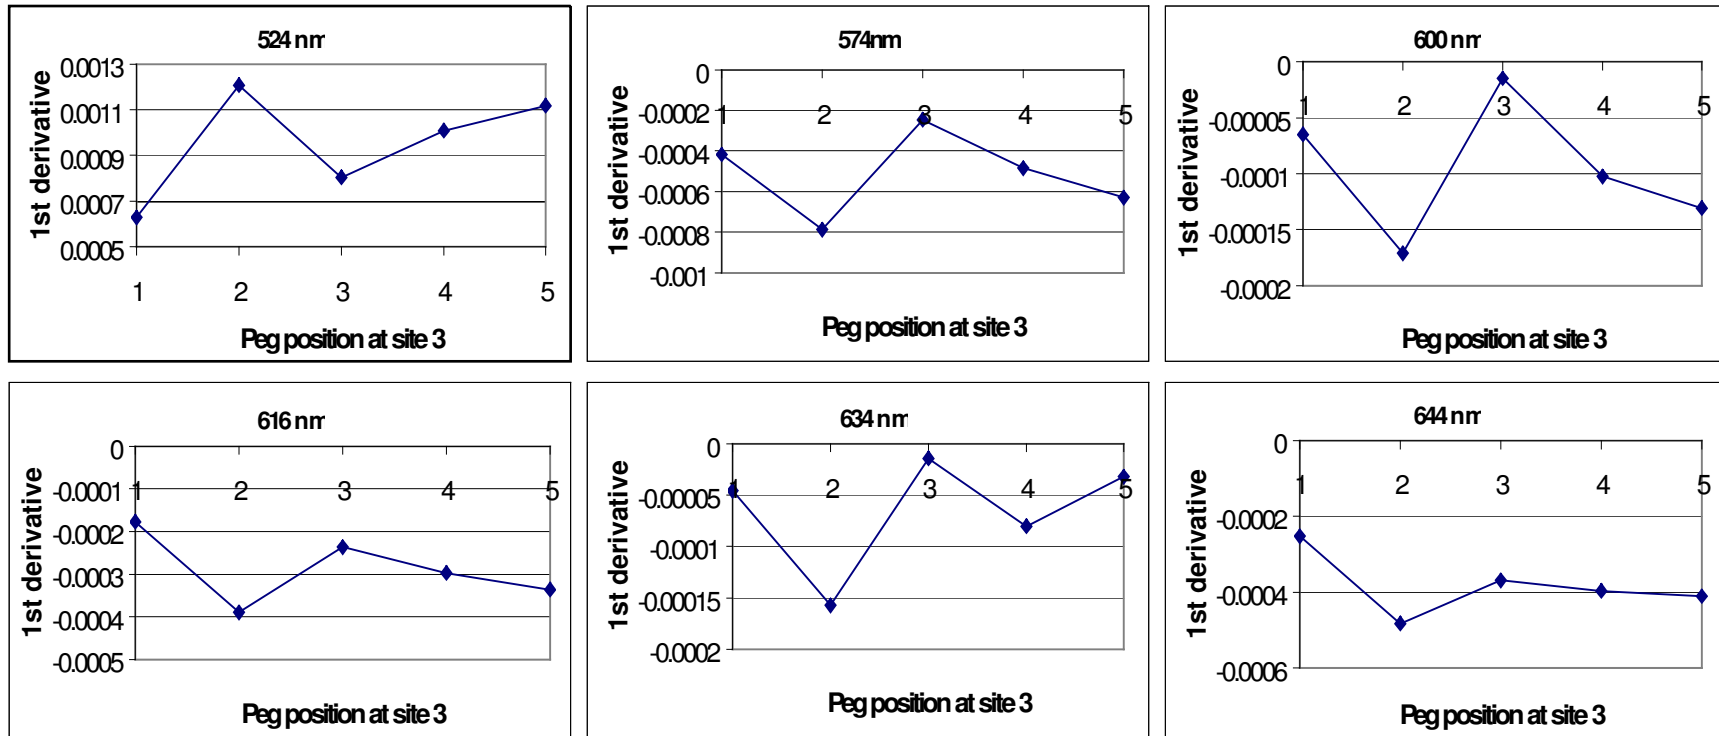 524 nm
0.0013
0.0011
0.0009
0.0007
0.0005
1st derivative
1 2 3 4 5
Peg position at site 3
574nm
0
-0.0002
-0.0004
-0.0006
-0.0008
-0.001
1st derivative
1 2 3 4 5
Peg position at site 3
600 nm
0
-0.00005
-0.0001
-0.00015
-0.0002
1st derivative
1 2 3 4 5
Peg position at site 3
616 nm
0
-0.0001
-0.0002
-0.0003
-0.0004
-0.0005
1st derivative
1 2 3 4 5
Peg position at site 3
634 nm
0
-0.00005
-0.0001
-0.00015
-0.0002
1st derivative
1 2 3 4 5
Peg position at site 3
644 nm
0
-0.0002
-0.0004
-0.0006
1st derivative
1 2 3 4 5
Peg position at site 3